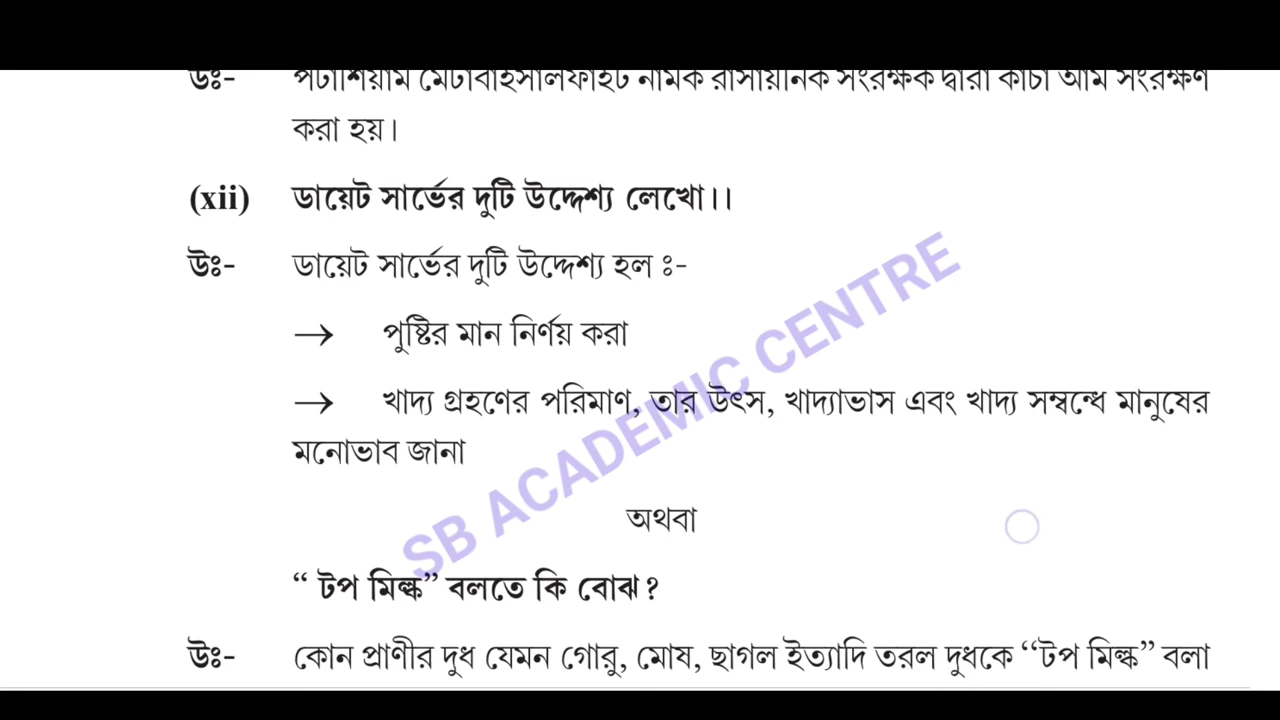 উঃ- পটাশিয়াম মেটাবাইসালফাইট নামক রাসায়নিক সংরক্ষক দ্বারা কাঁচা আম সংরক্ষণ
করা হয়।
(xii) ডায়েট সার্ভের দুটি উদ্দেশ্য লেখো।।
উঃ- ডায়েট সার্ভের দুটি উদ্দেশ্য হল ঃ-
→ পুষ্টির মান নির্ণয় করা
→ খাদ্য গ্রহণের পরিমাণ, তার উৎস, খাদ্যাভাস এবং খাদ্য সম্বন্ধে মানুষের
মনোভাব জানা
অথবা
“ টপ মিল্ক” বলতে কি বোঝ?
উঃ- কোন প্রাণীর দুধ যেমন গোরু, মোষ, ছাগল ইত্যাদি তরল দুধকে “টপ মিল্ক” বলা
SB ACADEMIC CENTRE